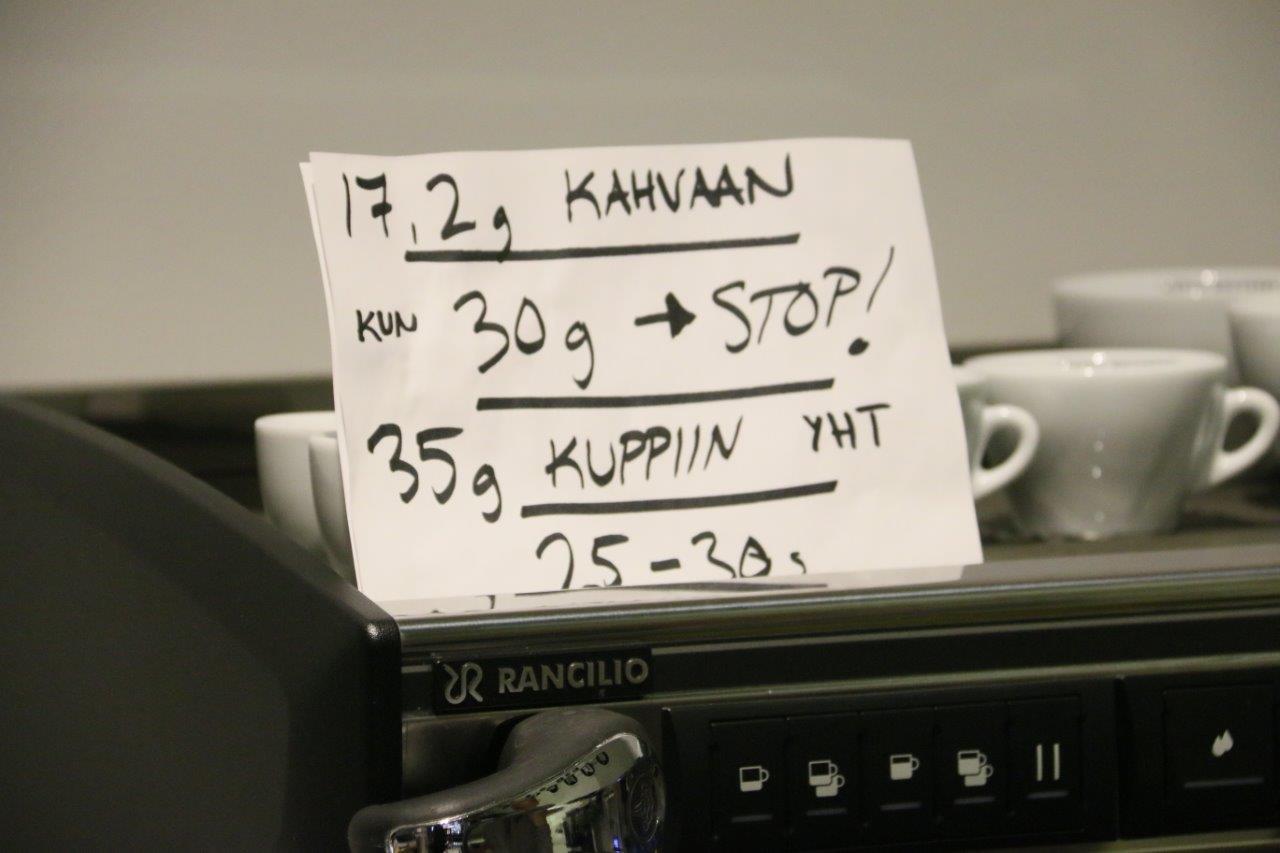 17,2g KAHVAAN
KUN 30g → STOP!
35g KUPPIIN YHT
25-30s
RANCILIO